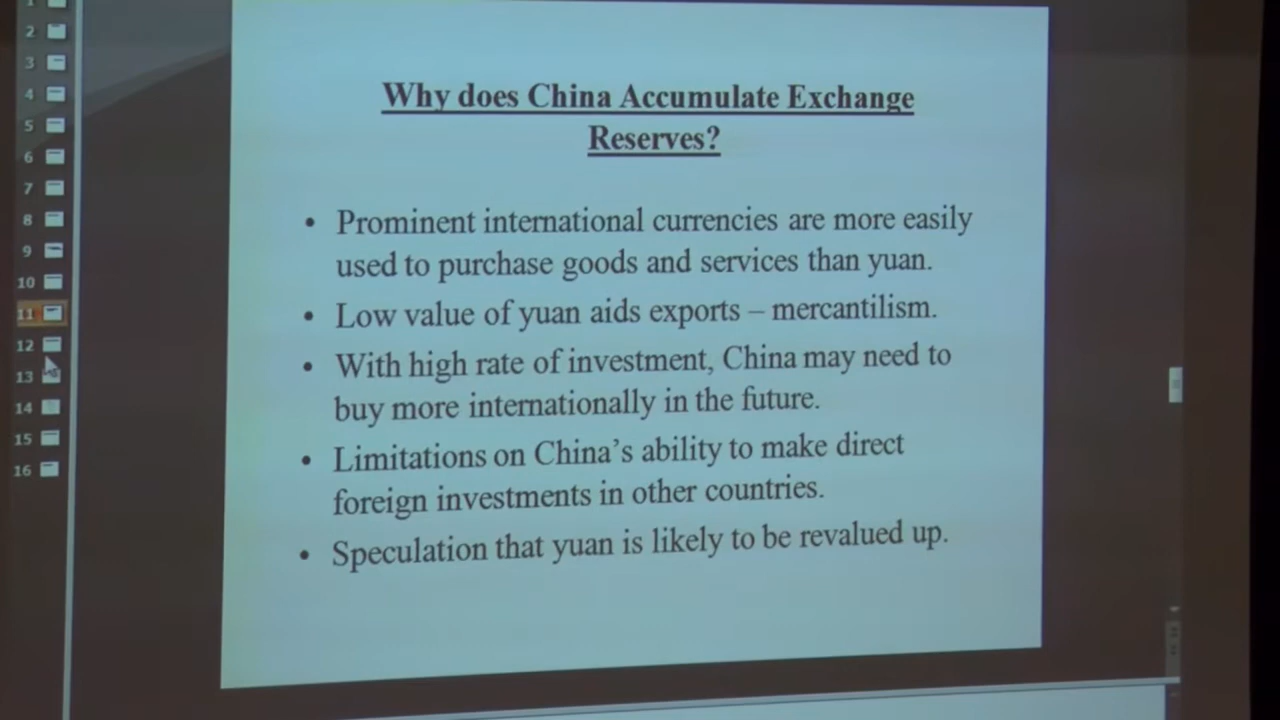 1
2
3
4
5
6
7
8
9
10
11
12
13
14
15
16
Why does China Accumulate Exchange
Reserves?
• Prominent international currencies are more easily
used to purchase goods and services than yuan.
• Low value of yuan aids exports – mercantilism.
• With high rate of investment, China may need to
buy more internationally in the future.
• Limitations on China's ability to make direct
foreign investments in other countries.
• Speculation that yuan is likely to be revalued up.